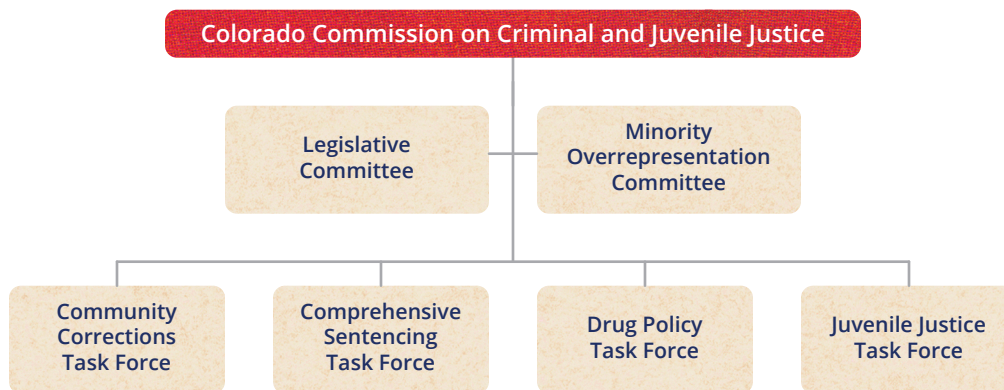 Colorado Commission on Criminal and Juvenile Justice
Legislative
Committee
Minority
Overrepresentation
Committee
Community
Corrections
Task Force
Comprehensive
Sentencing
Task Force
Drug Policy
Task Force
Juvenile Justice
Task Force